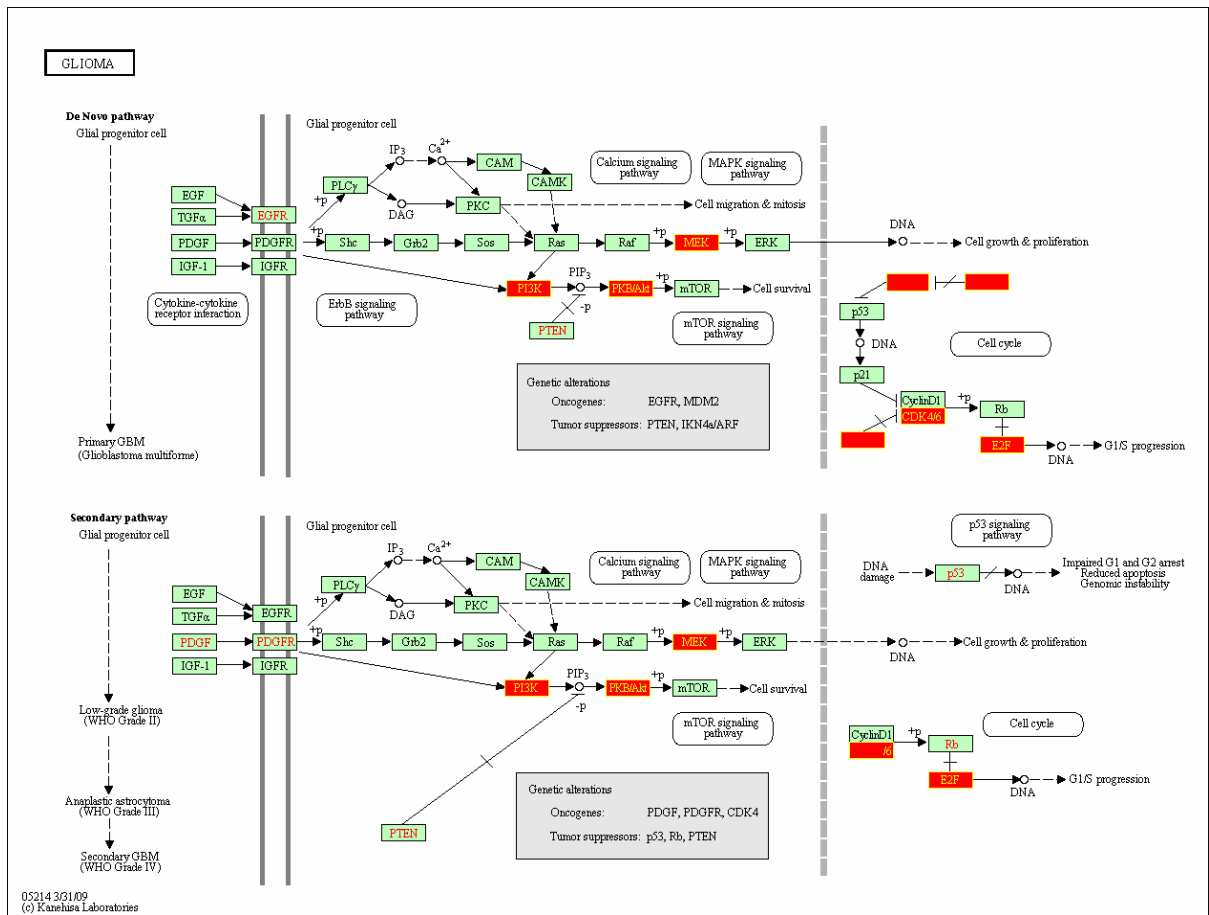 GLIOMA
De Novo pathway
Glial progenitor cell
Glial progenitor cell
IP3
Ca2+
CAM
CAMK
Calcium signaling
pathway
MAPK signaling
pathway
EGF
TGFα
PDGF
IGF-1
EGFR
PDGFR
IGFR
+p
+p
PLCγ
DAG
PKC
Cell migration & mitosis
Shc
Grb2
Sos
Ras
Raf
+p
MEK
+p
ERK
DNA
Cell growth & proliferation
PI3K
PIP3
-p
PKB/Akt
+p
mTOR
Cell survival
PTEN
Cytokine-cytokine
receptor interaction
ErbB signaling
pathway
mTOR signaling
pathway
p53
DNA
p21
Cell cycle
CyclinD1
CDK4/6
+p
Rb
E2F
DNA
G1/S progression
Genetic alterations
Oncogenes: EGFR, MDM2
Tumor suppressors: PTEN, IKN4a/ARF
Primary GBM
(Glioblastoma multiforme)
Secondary pathway
Glial progenitor cell
Glial progenitor cell
IP3
Ca2+
CAM
CAMK
Calcium signaling
pathway
MAPK signaling
pathway
p53 signaling
pathway
EGF
TGFα
PDGF
IGF-1
EGFR
PDGFR
IGFR
+p
+p
PLCγ
DAG
PKC
Cell migration & mitosis
DNA
damage
p53
DNA
Impaired G1 and G2 arrest
Reduced apoptosis
Genomic instability
Shc
Grb2
Sos
Ras
Raf
+p
MEK
+p
ERK
DNA
Cell growth & proliferation
PI3K
PIP3
-p
PKB/Akt
+p
mTOR
Cell survival
mTOR signaling
pathway
Cell cycle
CyclinD1
/6
+p
Rb
E2F
DNA
G1/S progression
Low-grade glioma
(WHO Grade II)
Anaplastic astrocytoma
(WHO Grade III)
Secondary GBM
(WHO Grade IV)
PTEN
Genetic alterations
Oncogenes: PDGF, PDGFR, CDK4
Tumor suppressors: p53, Rb, PTEN
05214 3/31/09
(c) Kanehisa Laboratories